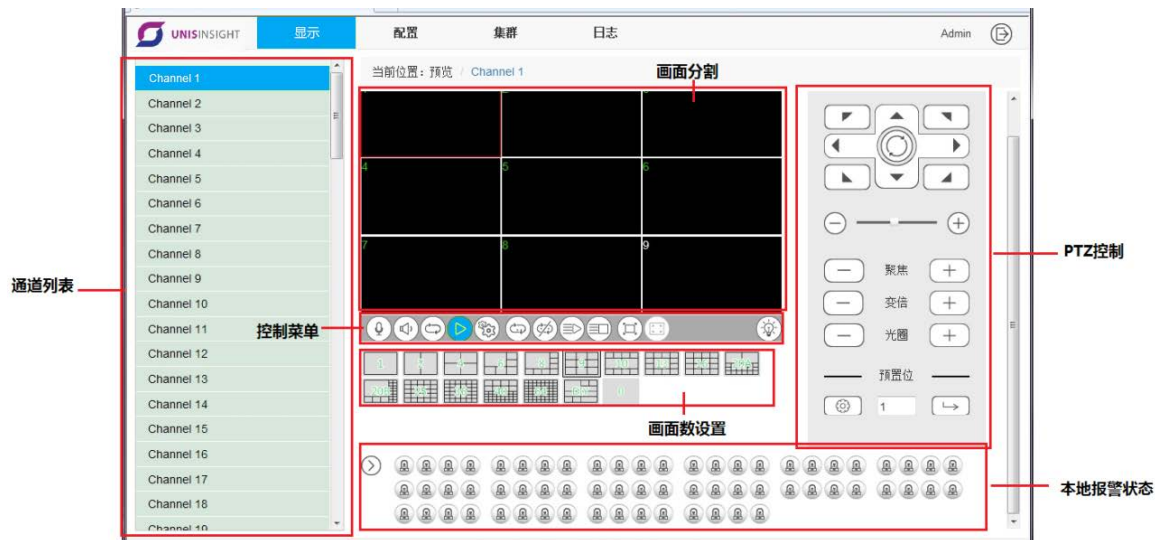 UNISINSIGHT
显示
配置
集群
日志
Admin
当前位置：预览 / Channel 1
画面分割
Channel 1
Channel 2
Channel 3
Channel 4
Channel 5
Channel 6
Channel 7
Channel 8
Channel 9
Channel 10
Channel 11
Channel 12
Channel 13
Channel 14
Channel 15
Channel 16
Channel 17
Channel 18
Channel 19
通道列表
4
5
6
7
8
9
控制菜单
画面数设置
聚焦
变倍
光圈
预置位
1
PTZ控制
本地报警状态